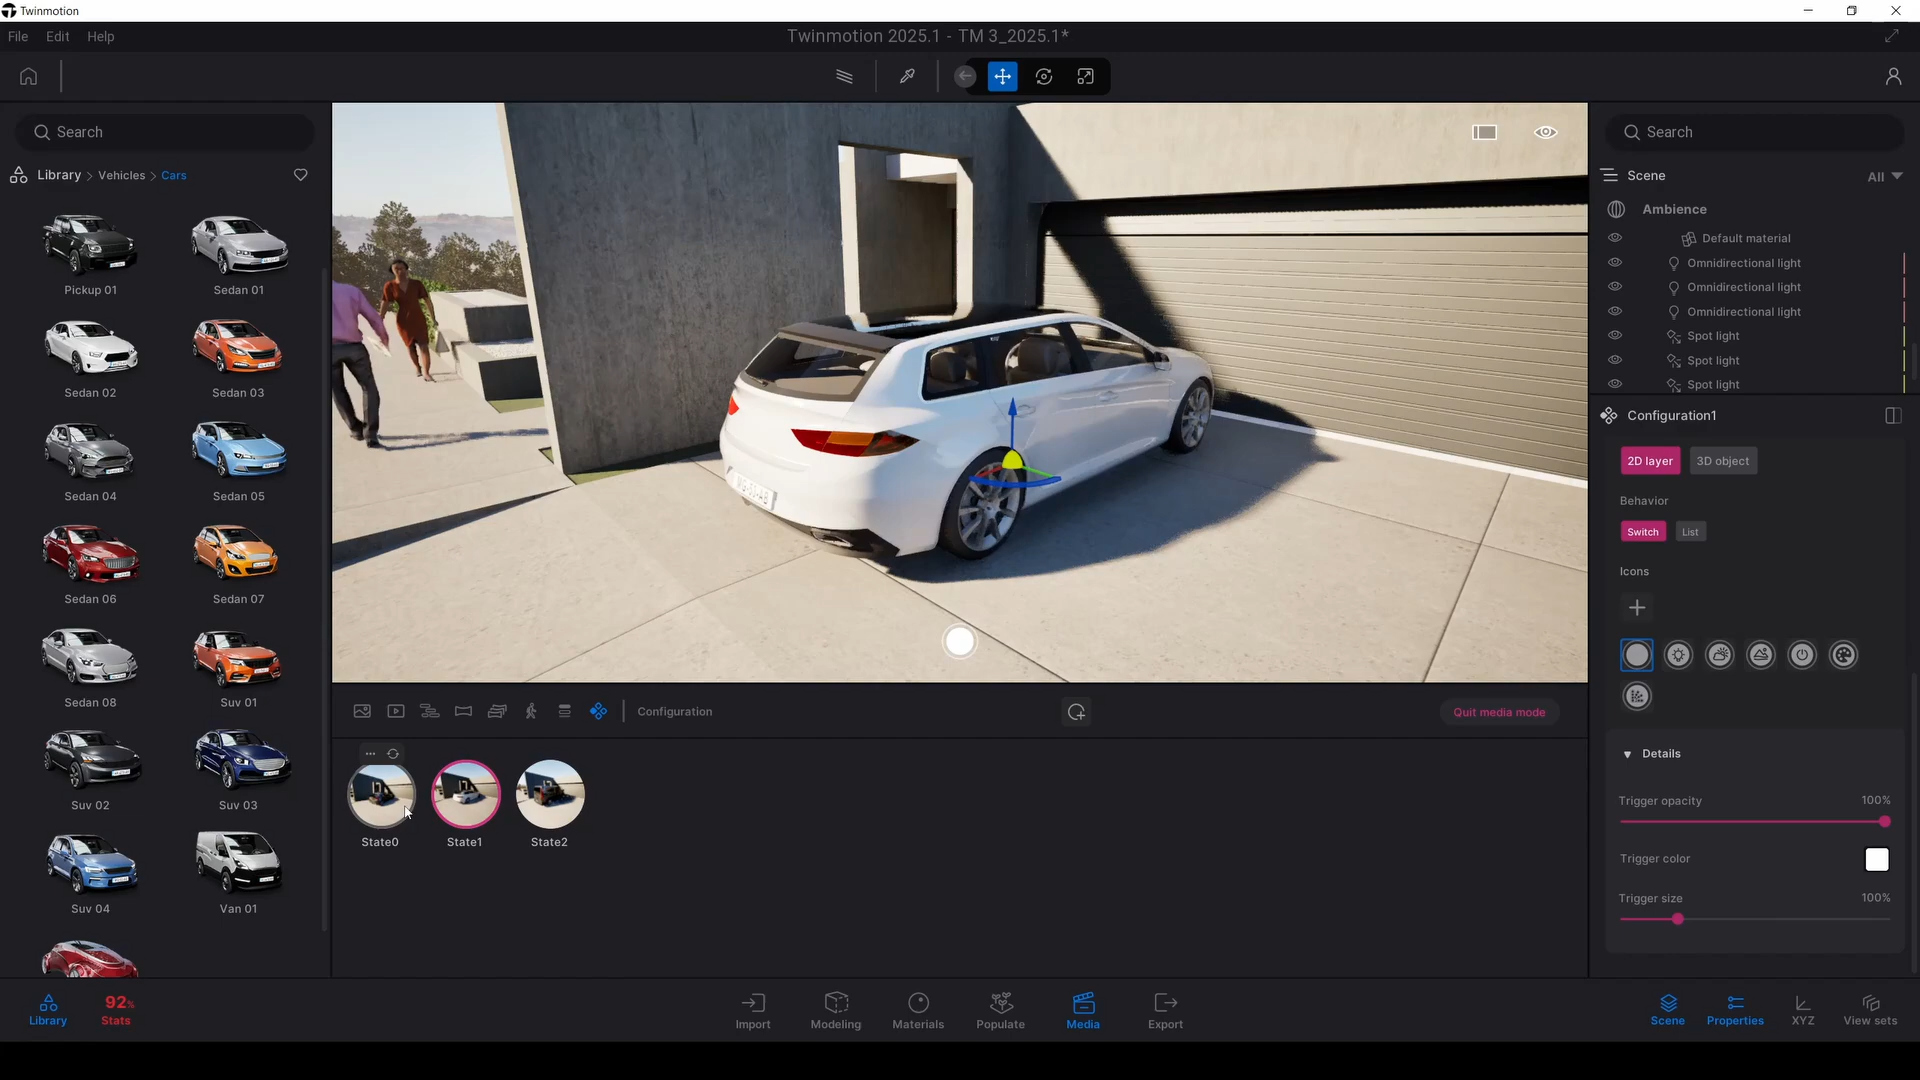 Twinmotion
File Edit Help
Twinmotion 2025.1 - TM 3_2025.1*
Search
Library > Vehicles > Cars
Pickup 01
Sedan 01
Sedan 02
Sedan 03
Sedan 04
Sedan 05
Sedan 06
Sedan 07
Sedan 08
Suv 01
Suv 02
Suv 03
Suv 04
Van 01
Library
92%
Stats
Configuration
Quit media mode
State0
State1
State2
Import
Modeling
Materials
Populate
Media
Export
Search
Scene
All
Ambience
Default material
Omnidirectional light
Omnidirectional light
Omnidirectional light
Spot light
Spot light
Spot light
Configuration1
2D layer
3D object
Behavior
Switch
List
Icons
Details
Trigger opacity 100%
Trigger color
Trigger size 100%
Scene
Properties
XYZ
View sets